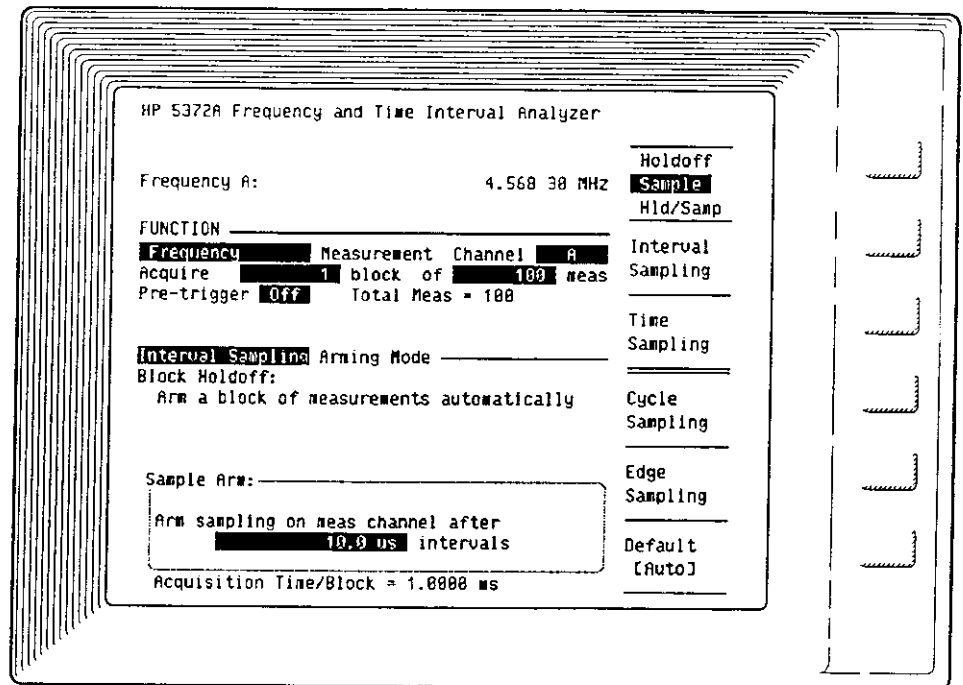 HP 5372A Frequency and Time Interval Analyzer
Frequency A: 4.568 30 MHz
FUNCTION
Frequency Measurement Channel A
Acquire 1 block of 100 meas
Pre-trigger Off Total Meas = 100
Interval Sampling Arming Mode
Block Holdoff:
Arm a block of measurements automatically
Sample Arm:
Arm sampling on meas channel after
10.0 us intervals
Acquisition Time/Block = 1.0000 ms
Holdoff
Sample
Hld/Samp
Interval
Sampling
Time
Sampling
Cycle
Sampling
Edge
Sampling
Default
[Auto]